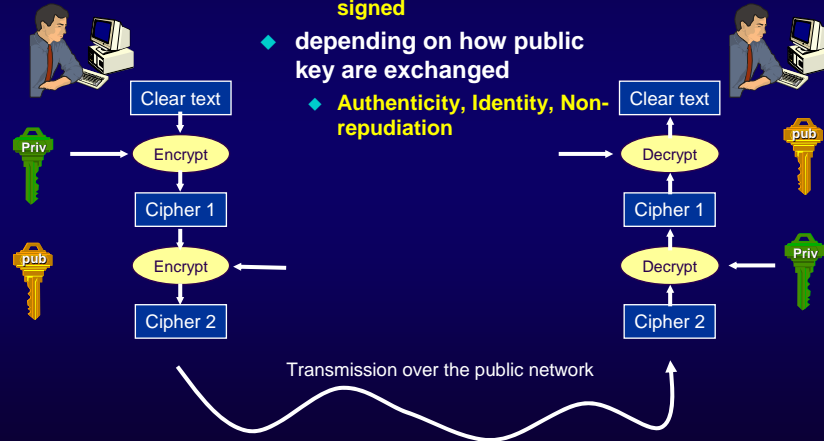 signed
depending on how public
key are exchanged
Authenticity, Identity, Non-
repudiation
Clear text
Priv
Encrypt
Cipher 1
pub
Encrypt
Cipher 2
Clear text
pub
Decrypt
Cipher 1
Priv
Decrypt
Cipher 2
Transmission over the public network